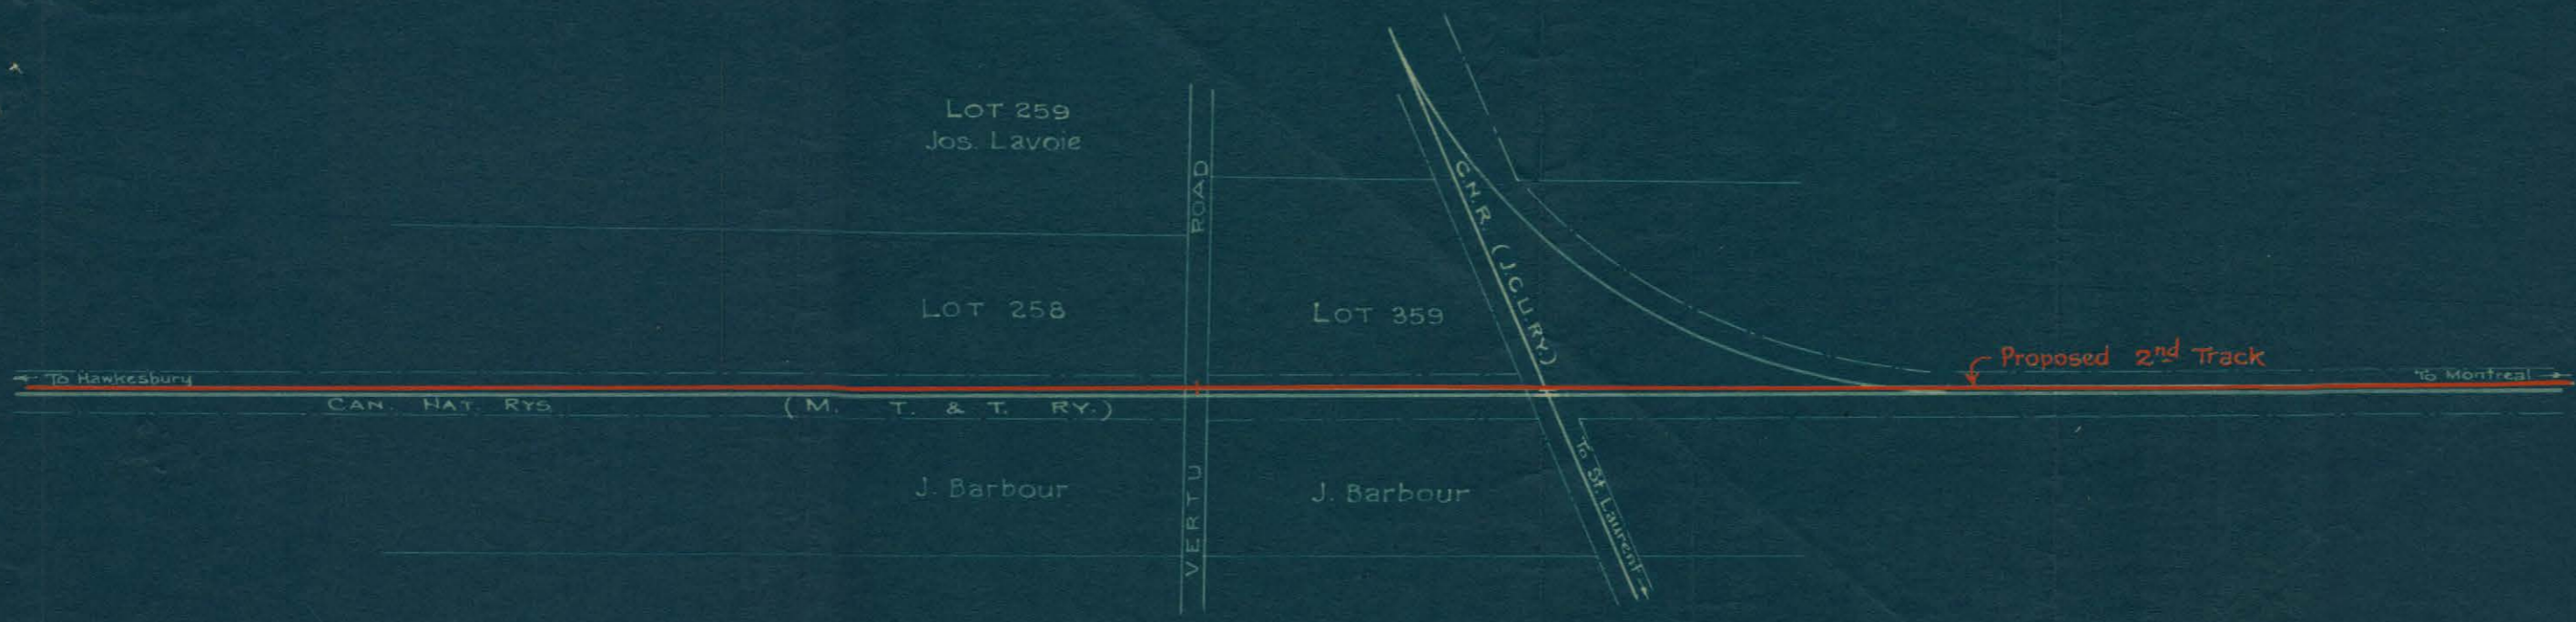 LOT 259
Jos. Lavoie
ROAD
C.N.R. (J.C.U.RY.)
LOT 258
LOT 359
Proposed 2nd Track
To Hawkesbury
To Montreal
CAN. NAT. RYS. (M. T. & T. RY.)
VERTU
J. Barbour
J. Barbour
To St. Laurent